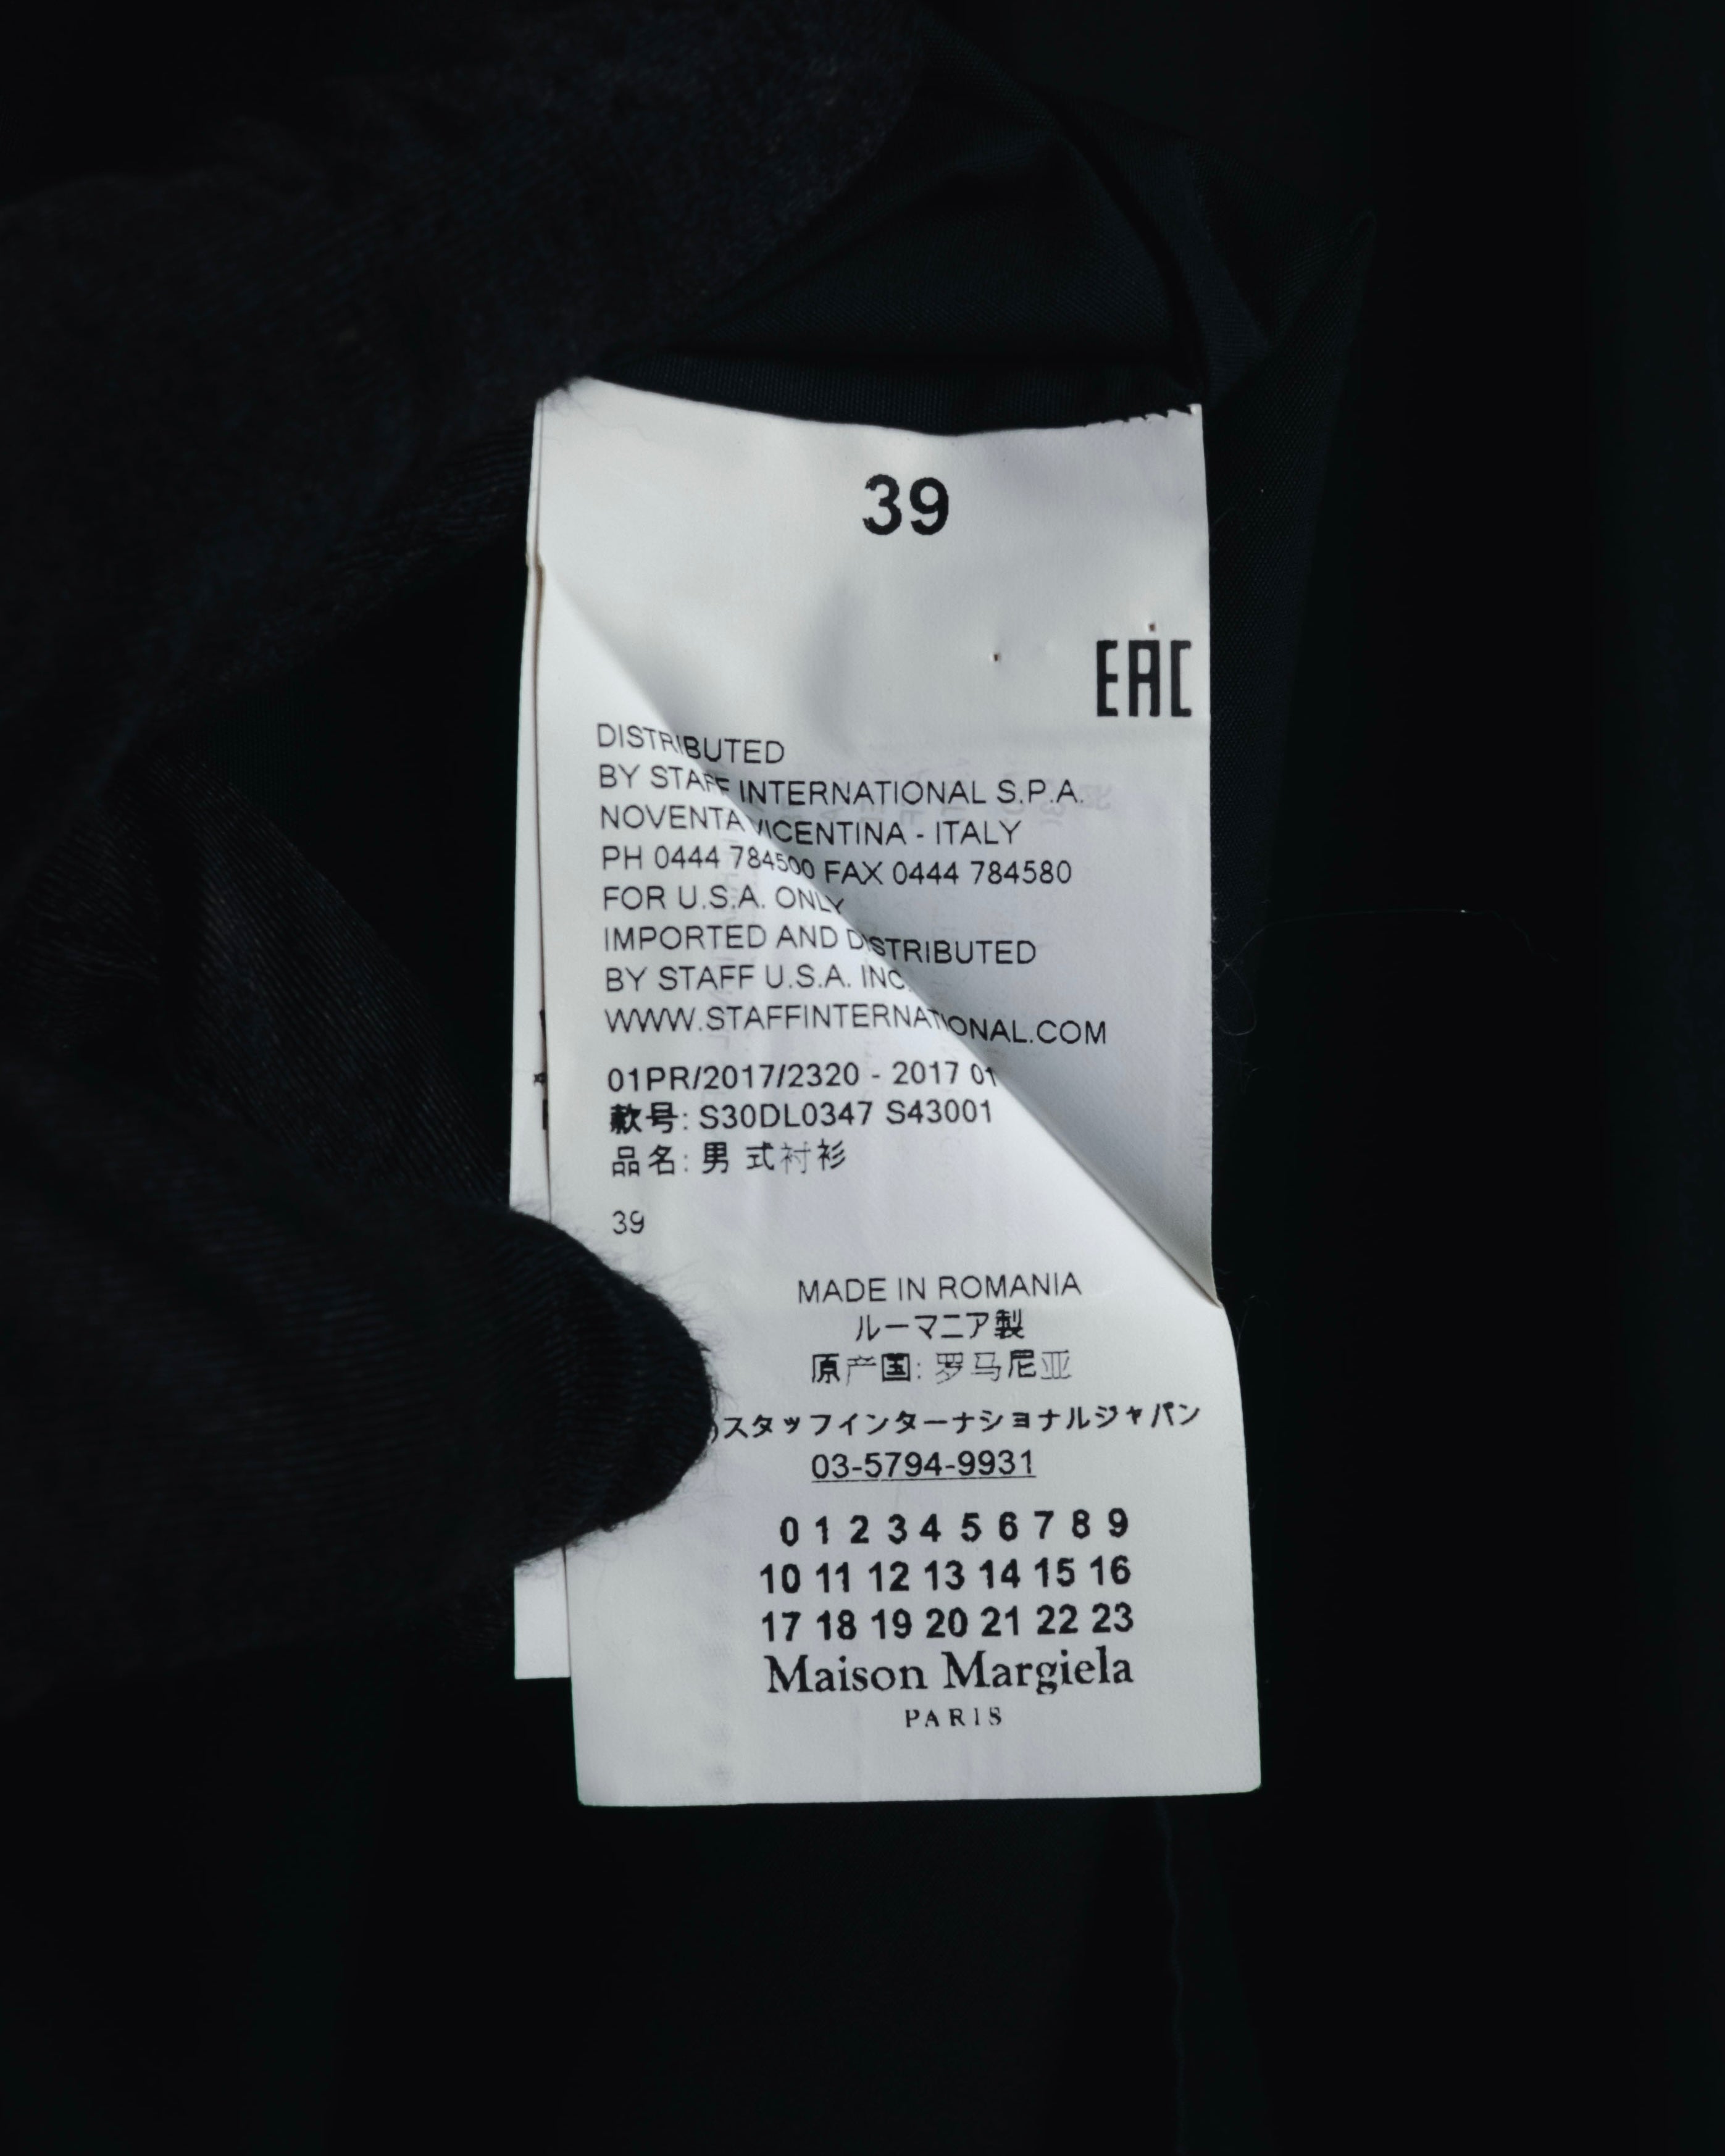 39
EAC
DISTRIBUTED
BY STAFF INTERNATIONAL S.P.A.
NOVENTA VICENTINA - ITALY
PH 0444 784500 FAX 0444 784580
FOR U.S.A. ONLY
IMPORTED AND DISTRIBUTED
BY STAFF U.S.A. INC.
WWW.STAFFINTERNATIONAL.COM
01PR/2017/2320 - 2017 01
款号: S30DL0347 S43001
品名: 男 式衬衫
39
MADE IN ROMANIA
ルーマニア製
原产国: 罗马尼亚
)スタッフインターナショナルジャパン
03-5794-9931
0 1 2 3 4 5 6 7 8 9
10 11 12 13 14 15 16
17 18 19 20 21 22 23
Maison Margiela
PARIS